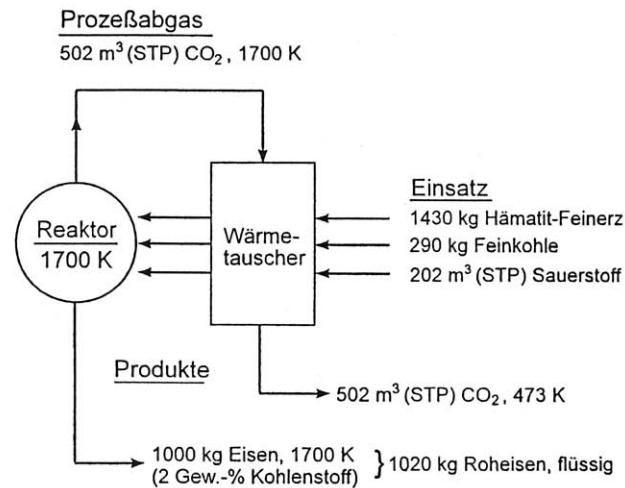 Prozeßabgas
502 m³ (STP) CO₂ , 1700 K
Reaktor
1700 K
Wärme-
tauscher
Einsatz
1430 kg Hämatit-Feinerz
290 kg Feinkohle
202 m³ (STP) Sauerstoff
Produkte
502 m³ (STP) CO₂, 473 K
1000 kg Eisen, 1700 K
(2 Gew.-% Kohlenstoff)
} 1020 kg Roheisen, flüssig